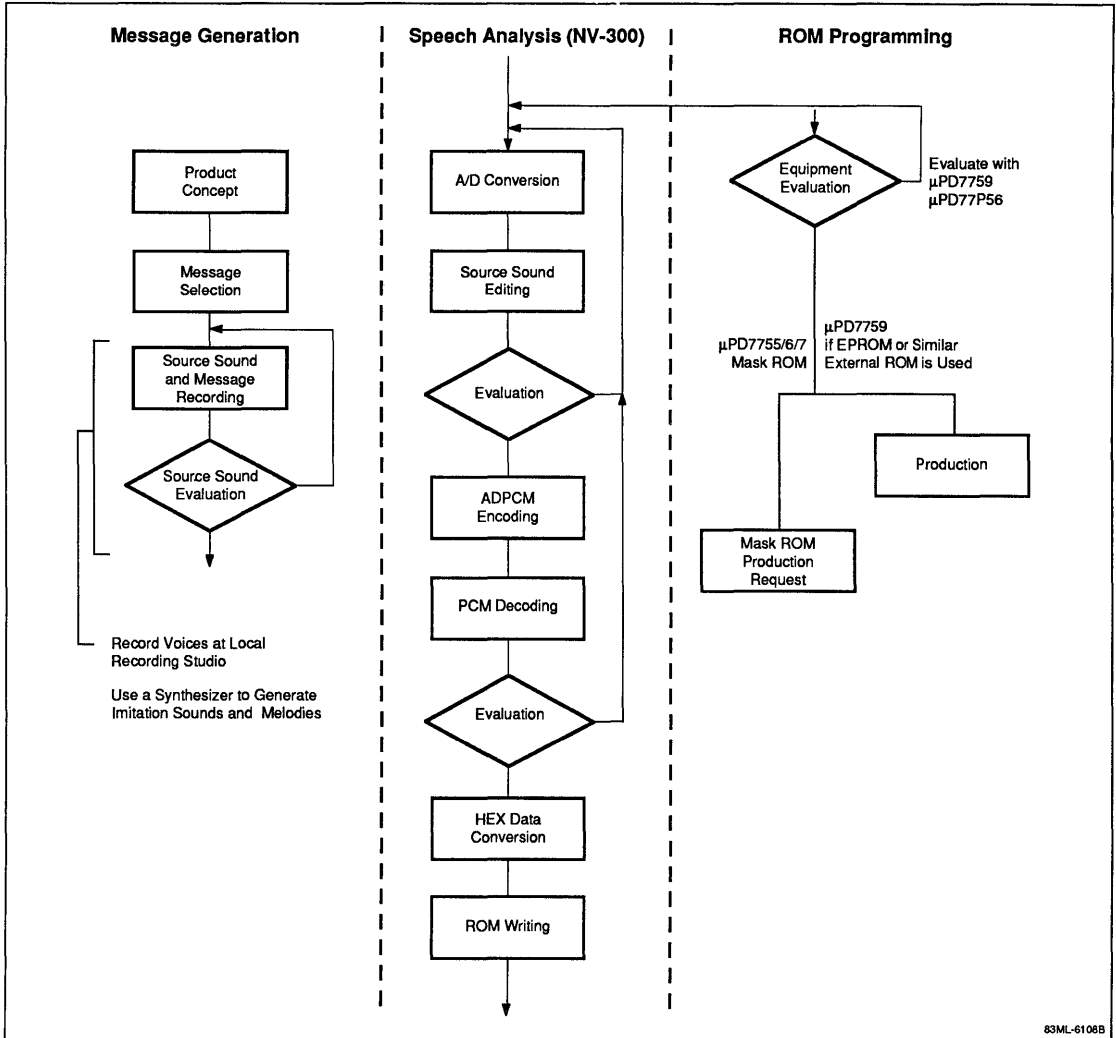 Message Generation
Product
Concept
Message
Selection
Source Sound
and Message
Recording
Source Sound
Evaluation
Record Voices at Local
Recording Studio
Use a Synthesizer to Generate
Imitation Sounds and Melodies
Speech Analysis (NV-300)
A/D Conversion
Source Sound
Editing
Evaluation
ADPCM
Encoding
PCM Decoding
Evaluation
HEX Data
Conversion
ROM Writing
ROM Programming
Equipment
Evaluation
Evaluate with
μPD7759
μPD77P56
μPD7755/6/7
Mask ROM
μPD7759
if EPROM or Similar
External ROM is Used
Production
Mask ROM
Production
Request
83ML-6108B